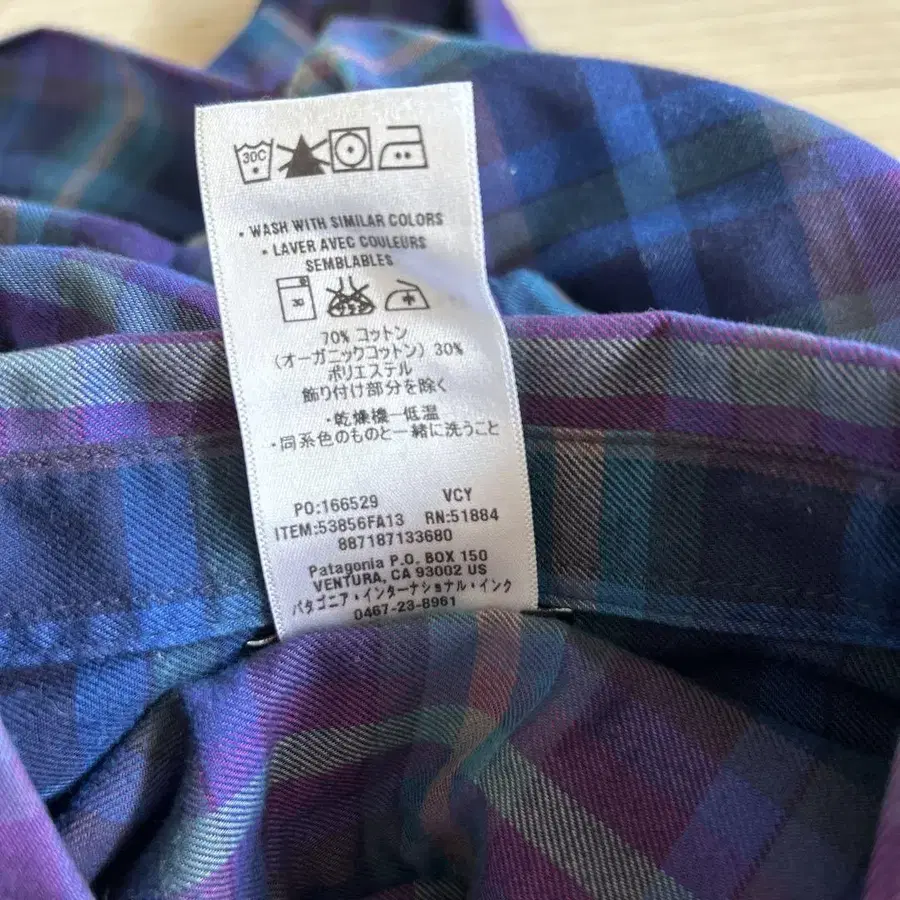 30C
• WASH WITH SIMILAR COLORS
• LAVER AVEC COULEURS
SEMBLABLES
30
70% コットン
(オーガニックコットン) 30%
ポリエステル
飾り付け部分を除く
・乾燥機ー低温
・同系色のものと一緒に洗うこと
PO:166529 VCY
ITEM:53856FA13 RN:51884
887187133680
Patagonia P.O. BOX 150
VENTURA, CA 93002 US
パタゴニア・インターナショナル・インク
0467-23-8961